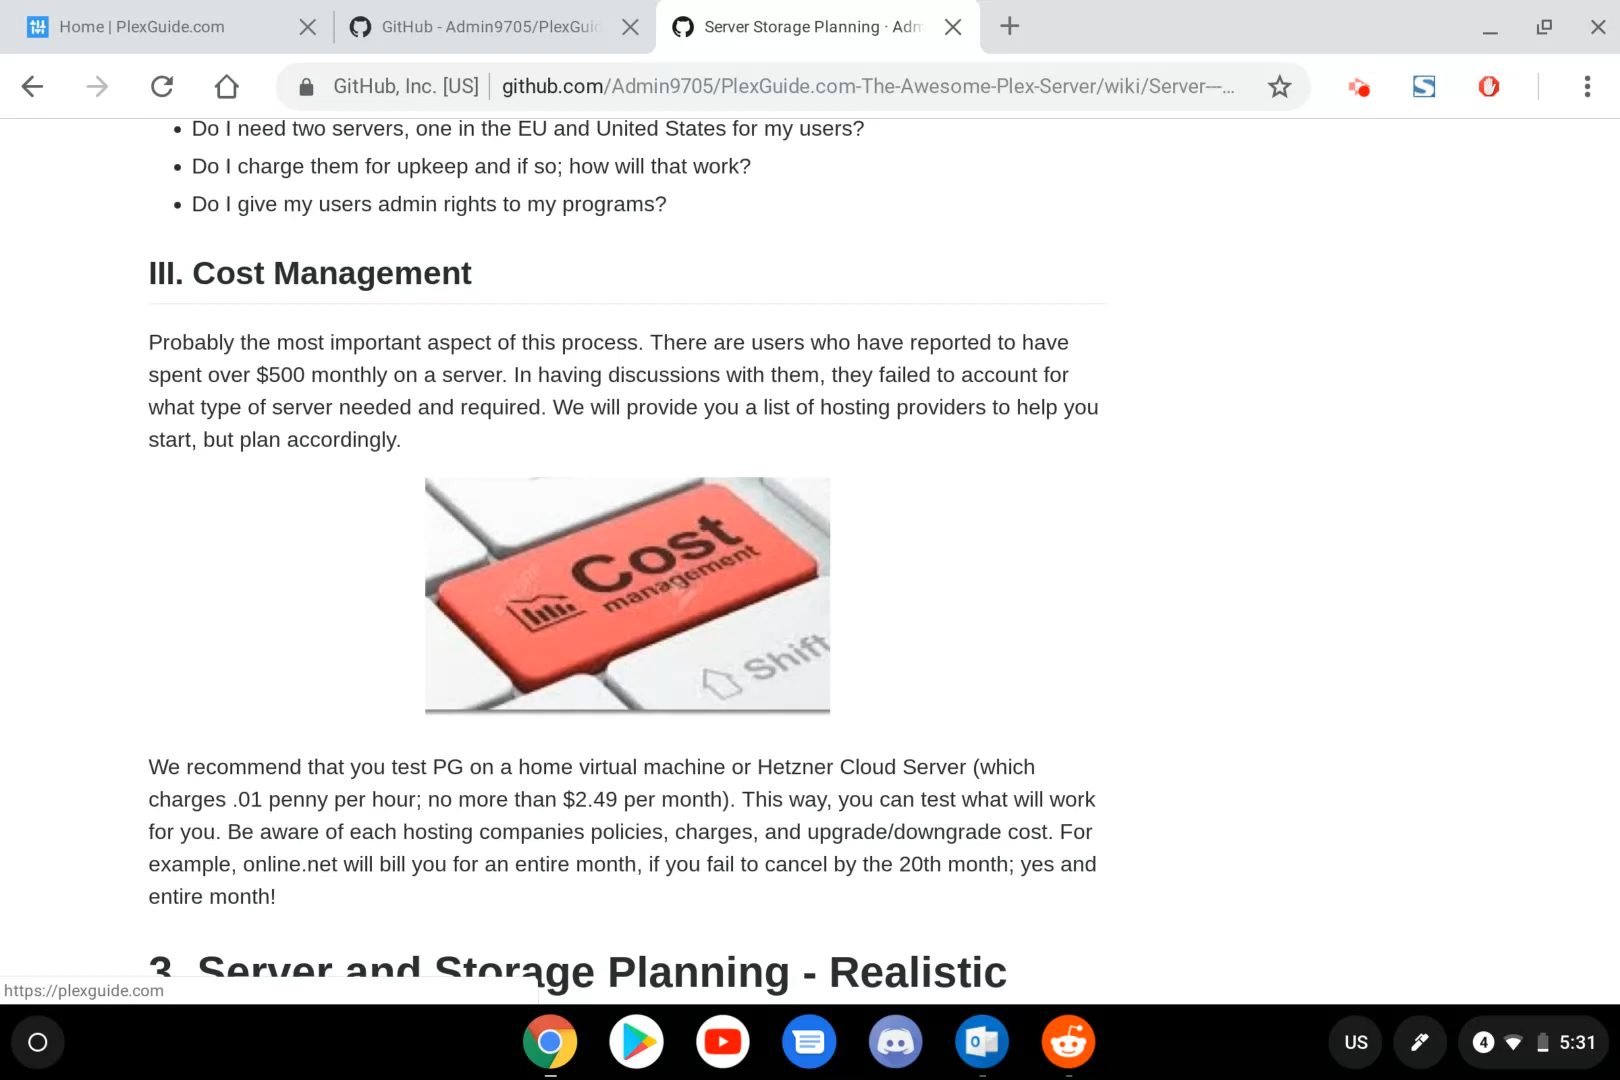 Home | PlexGuide.com
GitHub - Admin9705/PlexGuid
Server Storage Planning · Adm
GitHub, Inc. [US]
github.com/Admin9705/PlexGuide.com-The-Awesome-Plex-Server/wiki/Server---...
• Do I need two servers, one in the EU and United States for my users?
• Do I charge them for upkeep and if so; how will that work?
• Do I give my users admin rights to my programs?
III. Cost Management
Probably the most important aspect of this process. There are users who have reported to have
spent over $500 monthly on a server. In having discussions with them, they failed to account for
what type of server needed and required. We will provide you a list of hosting providers to help you
start, but plan accordingly.
Cost
management
Shift
We recommend that you test PG on a home virtual machine or Hetzner Cloud Server (which
charges .01 penny per hour; no more than $2.49 per month). This way, you can test what will work
for you. Be aware of each hosting companies policies, charges, and upgrade/downgrade cost. For
example, online.net will bill you for an entire month, if you fail to cancel by the 20th month; yes and
entire month!
3. Server and Storage Planning - Realistic
https://plexguide.com
US
4
5:31